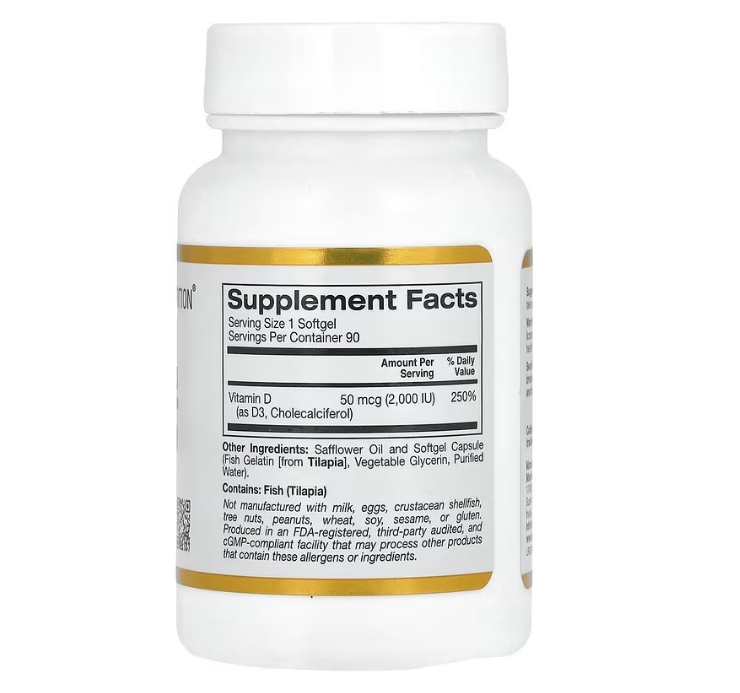 Supplement Facts
Serving Size 1 Softgel
Servings Per Container 90
Amount Per
Serving
% Daily
Value
Vitamin D 50 mcg (2,000 IU) 250%
(as D3, Cholecalciferol)
Other Ingredients: Safflower Oil and Softgel Capsule
(Fish Gelatin [from Tilapia], Vegetable Glycerin, Purified
Water).
Contains: Fish (Tilapia)
Not manufactured with milk, eggs, crustacean shellfish,
tree nuts, peanuts, wheat, soy, sesame, or gluten.
Produced in an FDA-registered, third-party audited, and
cGMP-compliant facility that may process other products
that contain these allergens or ingredients.